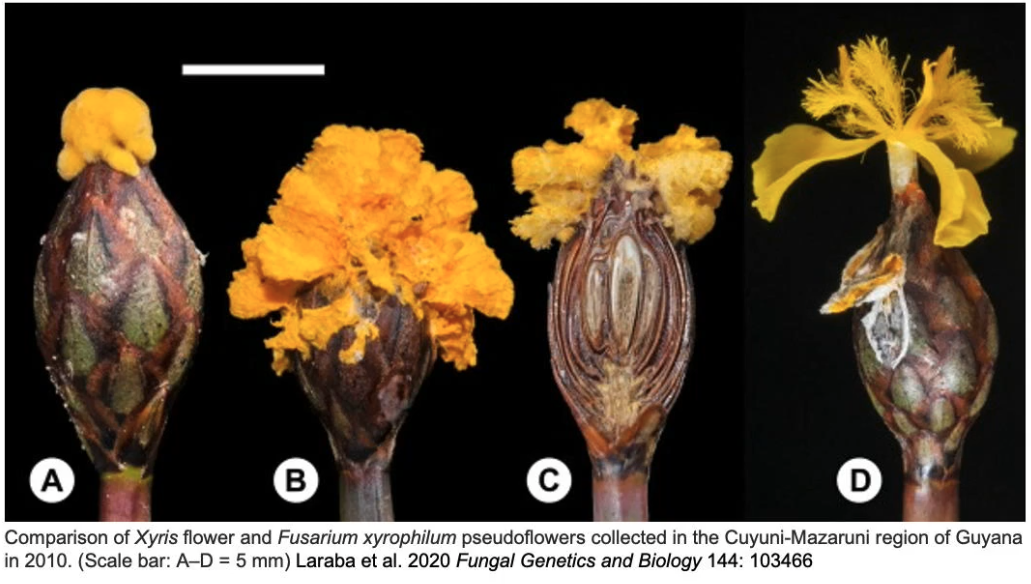 A B C D
Comparison of Xyris flower and Fusarium xyrophilum pseudoflowers collected in the Cuyuni-Mazaruni region of Guyana
in 2010. (Scale bar: A–D = 5 mm) Laraba et al. 2020 Fungal Genetics and Biology 144: 103466